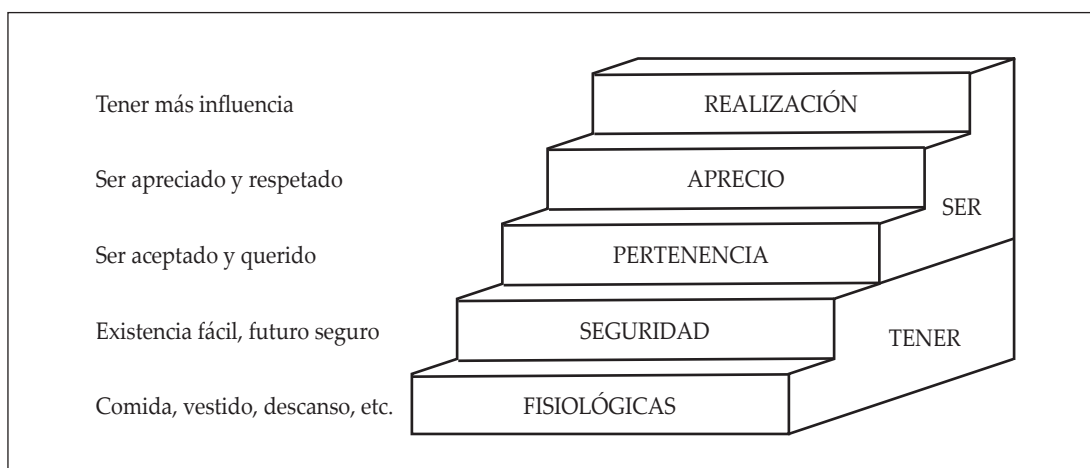 Tener más influencia
REALIZACIÓN
Ser apreciado y respetado
APRECIO
SER
Ser aceptado y querido
PERTENENCIA
Existencia fácil, futuro seguro
SEGURIDAD
TENER
Comida, vestido, descanso, etc.
FISIOLÓGICAS